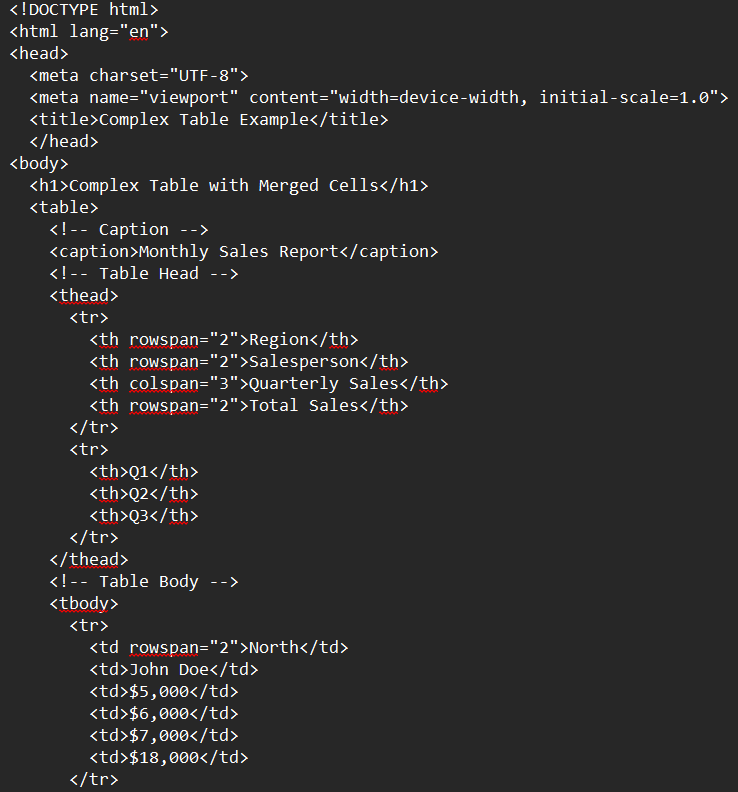 <!DOCTYPE html>
<html lang="en">
<head>
  <meta charset="UTF-8">
  <meta name="viewport" content="width=device-width, initial-scale=1.0">
  <title>Complex Table Example</title>
  </head>
<body>
  <h1>Complex Table with Merged Cells</h1>
  <table>
    <!-- Caption -->
    <caption>Monthly Sales Report</caption>
    <!-- Table Head -->
    <thead>
      <tr>
        <th rowspan="2">Region</th>
        <th rowspan="2">Salesperson</th>
        <th colspan="3">Quarterly Sales</th>
        <th rowspan="2">Total Sales</th>
      </tr>
      <tr>
        <th>Q1</th>
        <th>Q2</th>
        <th>Q3</th>
      </tr>
    </thead>
    <!-- Table Body -->
    <tbody>
      <tr>
        <td rowspan="2">North</td>
        <td>John Doe</td>
        <td>$5,000</td>
        <td>$6,000</td>
        <td>$7,000</td>
        <td>$18,000</td>
      </tr>